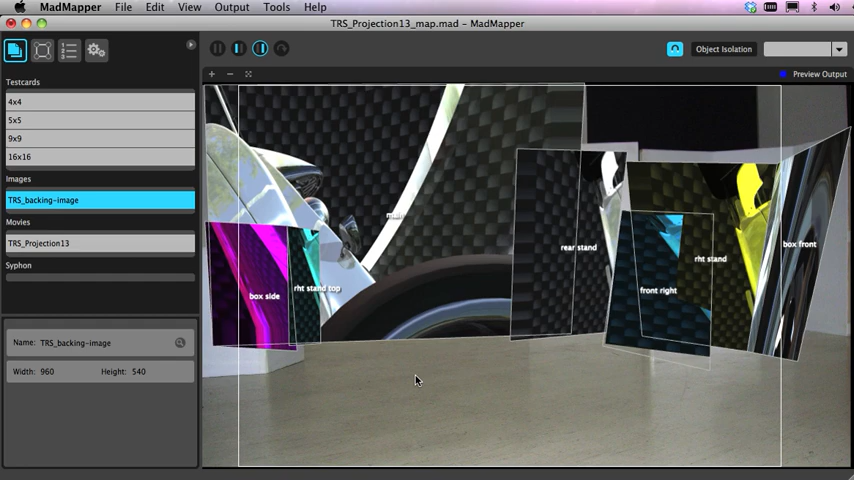 MadMapper File Edit View Output Tools Help
TRS_Projection13_map.mad – MadMapper
Object Isolation
Preview Output
Testcards
4x4
5x5
9x9
16x16
Images
TRS_backing-image
Movies
TRS_Projection13
Syphon
main
rear stand
box front
rht stand
rht stand top
front right
box side
Name: TRS_backing-image
Width: 960 Height: 540